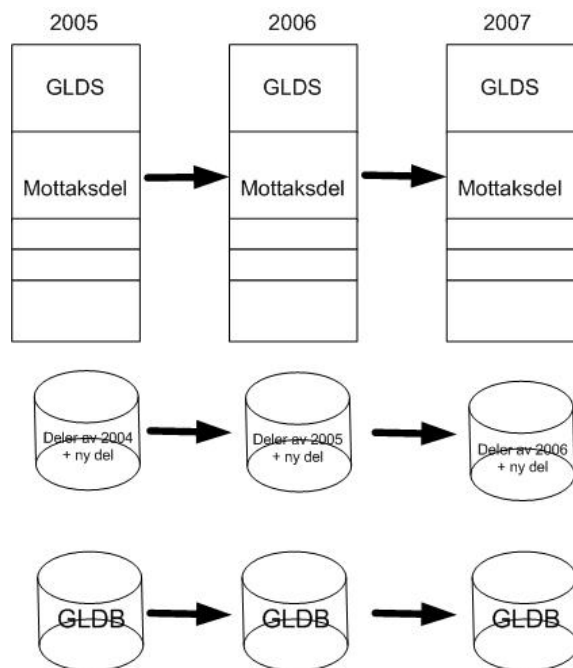 2005
2006
2007
GLDS
GLDS
GLDS
Mottaksdel
Mottaksdel
Mottaksdel
Deler av 2004
+ ny del
Deler av 2005
+ ny del
Deler av 2006
+ ny del
GLDB
GLDB
GLDB